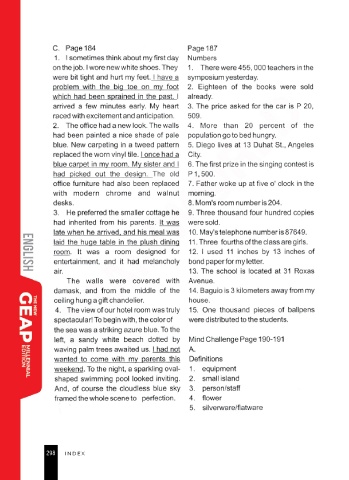 C. Page 184
1. I sometimes think about my first day
on the job. I wore new white shoes. They
were bit tight and hurt my feet. I have a
problem with the big toe on my foot
which had been sprained in the past. I
arrived a few minutes early. My heart
raced with excitement and anticipation.
2. The office had a new look. The walls
had been painted a nice shade of pale
blue. New carpeting in a tweed pattern
replaced the worn vinyl tile. I once had a
blue carpet in my room. My sister and I
had picked out the design. The old
office furniture had also been replaced
with modern chrome and walnut
desks.
3. He preferred the smaller cottage he
had inherited from his parents. It was
late when he arrived, and his meal was
laid the huge table in the plush dining
room. It was a room designed for
entertainment, and it had melancholy
air.
The walls were covered with
damask, and from the middle of the
ceiling hung a gift chandelier.
4. The view of our hotel room was truly
spectacular! To begin with, the color of
the sea was a striking azure blue. To the
left, a sandy white beach dotted by
waving palm trees awaited us. I had not
wanted to come with my parents this
weekend. To the night, a sparkling oval-
shaped swimming pool looked inviting.
And, of course the cloudless blue sky
framed the whole scene to perfection.
Page 187
Numbers
1. There were 455, 000 teachers in the
symposium yesterday.
2. Eighteen of the books were sold
already.
3. The price asked for the car is P 20,
509.
4. More than 20 percent of the
population go to bed hungry.
5. Diego lives at 13 Duhat St., Angeles
City.
6. The first prize in the singing contest is
P 1, 500.
7. Father woke up at five o' clock in the
morning.
8. Mom's room number is 204.
9. Three thousand four hundred copies
were sold.
10. May's telephone number is 87649.
11. Three fourths of the class are girls.
12. I used 11 inches by 13 inches of
bond paper for my letter.
13. The school is located at 31 Roxas
Avenue.
14. Baguio is 3 kilometers away from my
house.
15. One thousand pieces of ballpens
were distributed to the students.
Mind Challenge Page 190-191
A.
Definitions
1. equipment
2. small island
3. person/staff
4. flower
5. silverware/flatware
ENGLISH
THE NEW
GEAP
MILLENNIAL
EDITION
298 INDEX